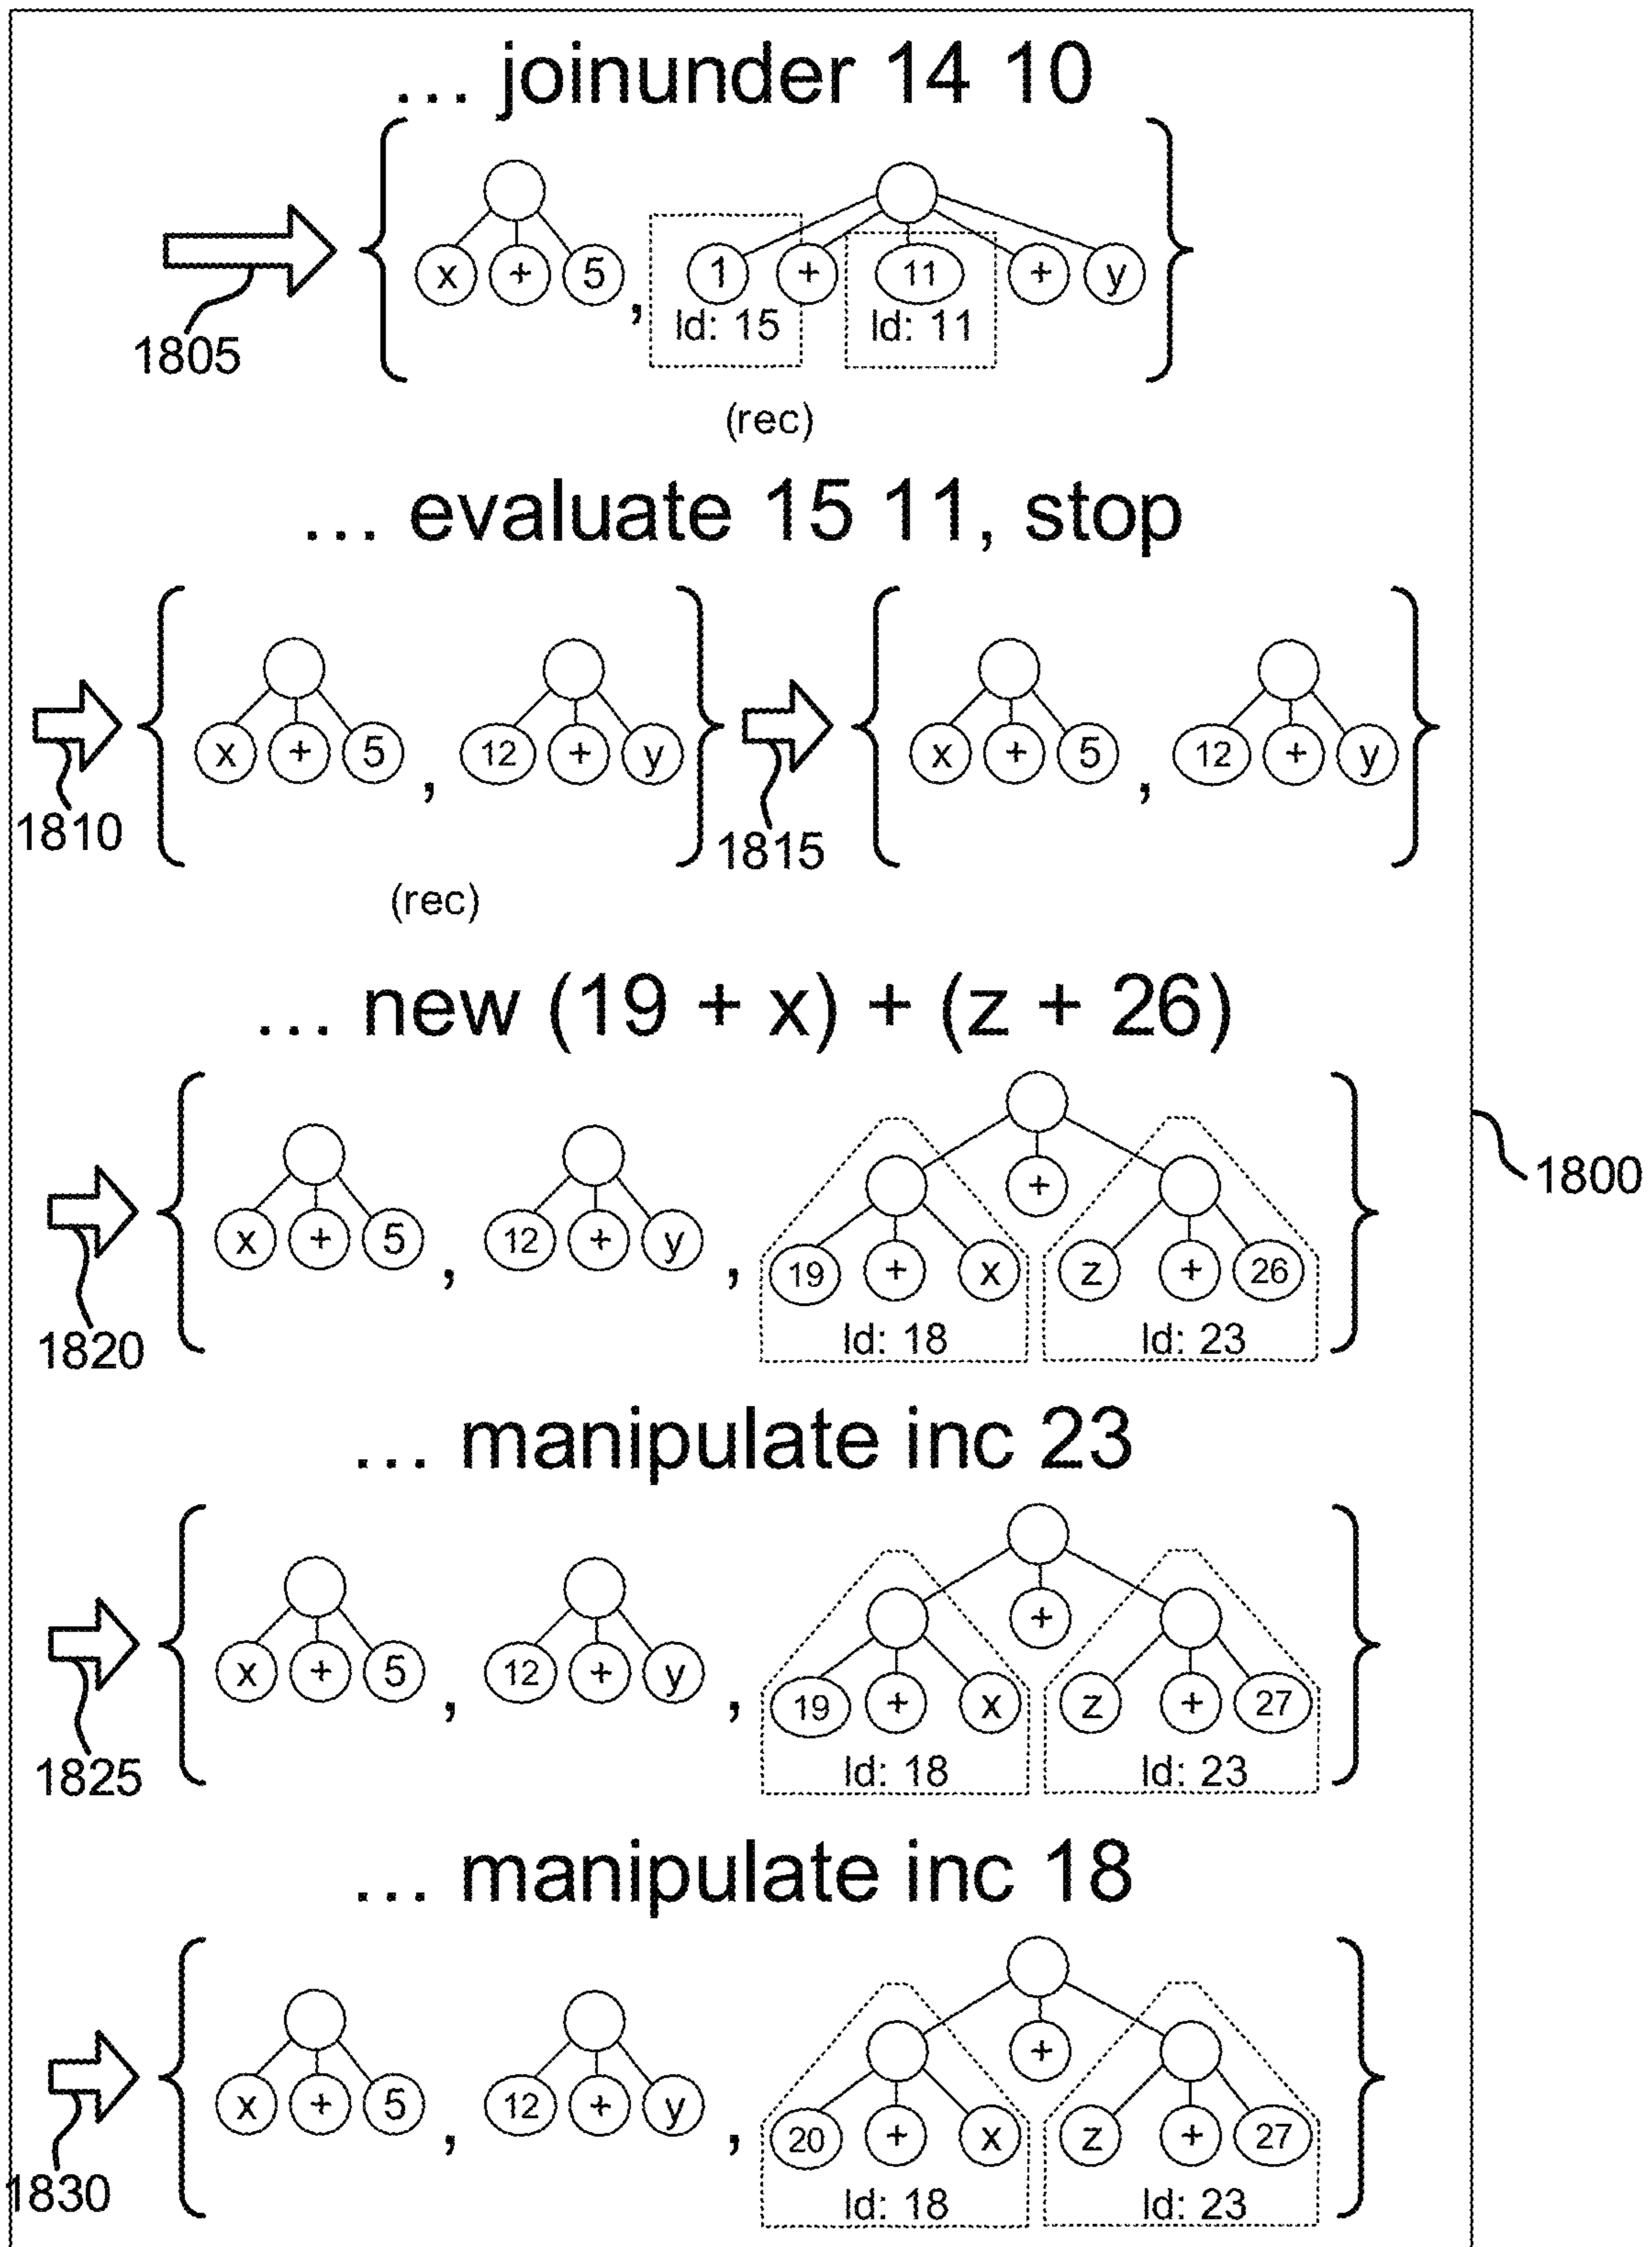 ... joinunder 14 10
x + 5 , 1 + 11 + y
Id: 15 Id: 11
1805
(rec)
... evaluate 15 11, stop
x + 5 , 12 + y x + 5 , 12 + y
1810 1815
(rec)
... new (19 + x) + (z + 26)
+
1800
x + 5 , 12 + y , 19 + x z + 26
Id: 18 Id: 23
1820
... manipulate inc 23
+
x + 5 , 12 + y , 19 + x z + 27
Id: 18 Id: 23
1825
... manipulate inc 18
+
x + 5 , 12 + y , 20 + x z + 27
Id: 18 Id: 23
1830